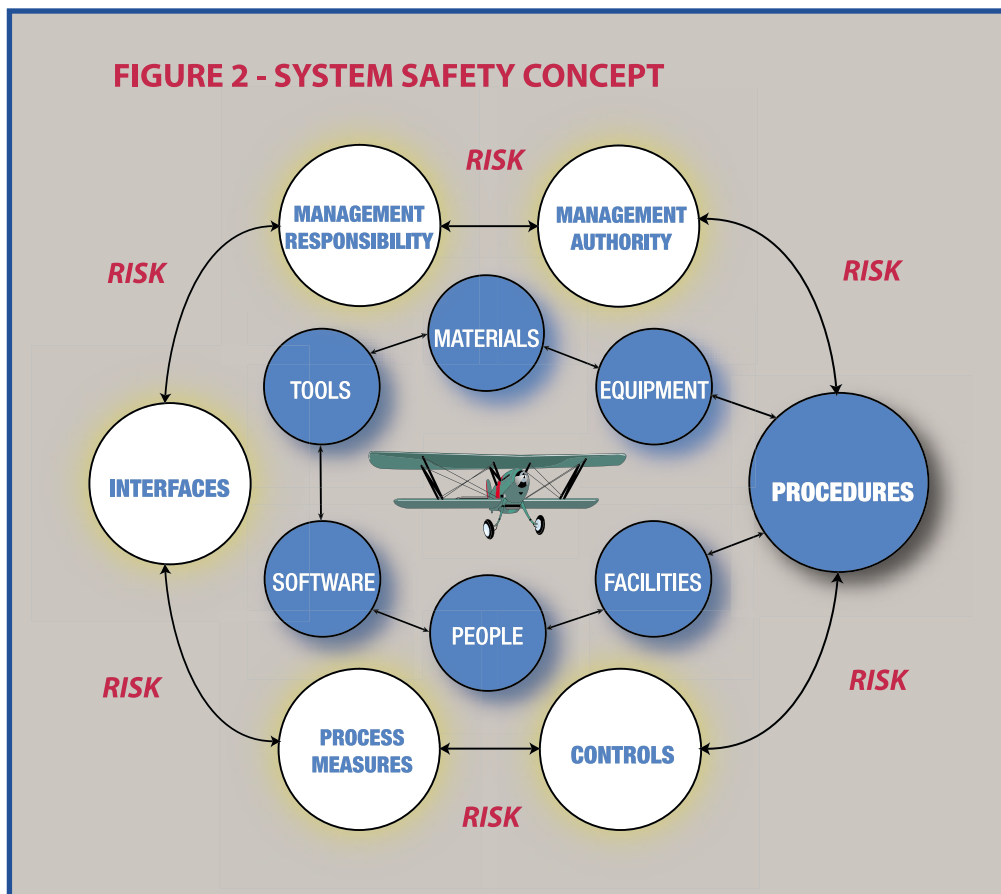 FIGURE 2 - SYSTEM SAFETY CONCEPT
RISK
MANAGEMENT
RESPONSIBILITY
MANAGEMENT
AUTHORITY
RISK
RISK
MATERIALS
TOOLS
EQUIPMENT
INTERFACES
PROCEDURES
SOFTWARE
FACILITIES
PEOPLE
RISK
RISK
PROCESS
MEASURES
CONTROLS
RISK